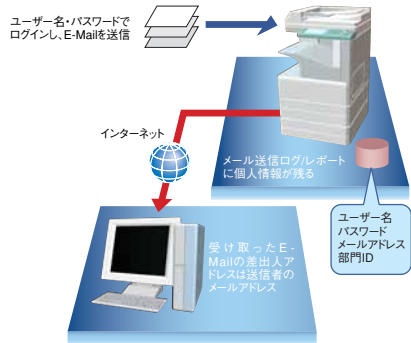 ユーザー名・パスワードで
ログインし、E-Mailを送信
インターネット
メール送信ログ/レポート
に個人情報が残る
ユーザー名
パスワード
メールアドレス
部門ID
受け取ったE-
Mailの差出人ア
ドレスは送信者の
メールアドレス